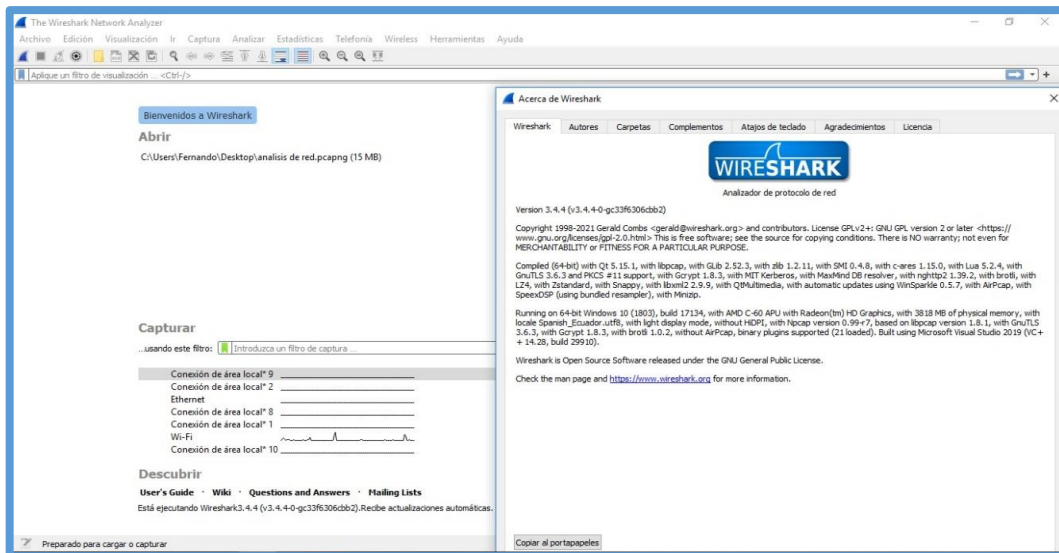 The Wireshark Network Analyzer
Archivo Edición Visualización Ir Captura Analizar Estadísticas Telefonía Wireless Herramientas Ayuda
Aplique un filtro de visualización ... <Ctrl-/>
Bienvenidos a Wireshark
Abrir
C:\Users\Fernando\Desktop\analisis de red.pcapng (15 MB)
Capturar
...usando este filtro: Introduzca un filtro de captura ...
Conexión de área local* 9
Conexión de área local* 2
Ethernet
Conexión de área local* 8
Conexión de área local* 1
Wi-Fi
Conexión de área local* 10
Descubrir
User's Guide · Wiki · Questions and Answers · Mailing Lists
Está ejecutando Wireshark3.4.4 (v3.4.4-0-gc33f6306cbb2).Recibe actualizaciones automáticas.
Preparado para cargar o capturar
Acerca de Wireshark
Wireshark Autores Carpetas Complementos Atajos de teclado Agradecimientos Licencia
WIRESHARK
Analizador de protocolo de red
Version 3.4.4 (v3.4.4-0-gc33f6306cbb2)
Copyright 1998-2021 Gerald Combs <gerald@wireshark.org> and contributors. License GPLv2+: GNU GPL version 2 or later <https://
www.gnu.org/licenses/gpl-2.0.html> This is free software; see the source for copying conditions. There is NO warranty; not even for
MERCHANTABILITY or FITNESS FOR A PARTICULAR PURPOSE.
Compiled (64-bit) with Qt 5.15.1, with libpcap, with GLib 2.52.3, with zlib 1.2.11, with SMI 0.4.8, with c-ares 1.15.0, with Lua 5.2.4, with
GnuTLS 3.6.3 and PKCS #11 support, with Gcrypt 1.8.3, with MIT Kerberos, with MaxMind DB resolver, with nghttp2 1.39.2, with brotli, with
LZ4, with Zstandard, with Snappy, with libxml2 2.9.9, with QtMultimedia, with automatic updates using WinSparkle 0.5.7, with AirPcap, with
SpeexDSP (using bundled resampler), with Minizip.
Running on 64-bit Windows 10 (1803), build 17134, with AMD C-60 APU with Radeon(tm) HD Graphics, with 3818 MB of physical memory, with
locale Spanish_Ecuador.utf8, with light display mode, without HiDPI, with Npcap version 0.99-r7, based on libpcap version 1.8.1, with GnuTLS
3.6.3, with Gcrypt 1.8.3, with brotli 1.0.2, without AirPcap, binary plugins supported (21 loaded). Built using Microsoft Visual Studio 2019 (VC+
+ 14.28, build 29910).
Wireshark is Open Source Software released under the GNU General Public License.
Check the man page and https://www.wireshark.org for more information.
Copiar al portapapeles